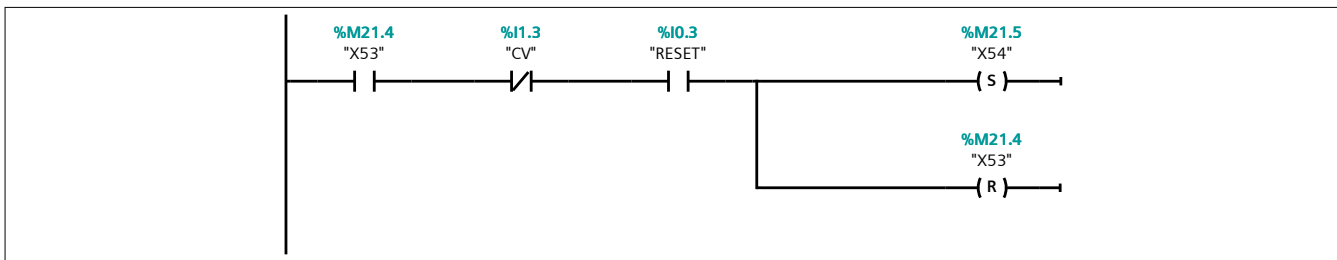 %M21.4
"X53"
%I1.3
"CV"
%I0.3
"RESET"
%M21.5
"X54"
S
%M21.4
"X53"
R